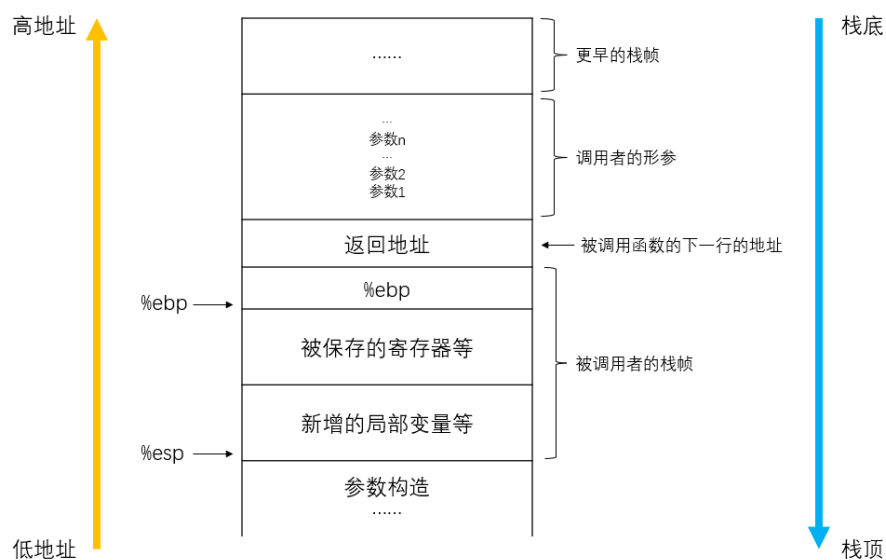 高地址
栈底
……
更早的栈帧
...
参数n
...
参数2
参数1
调用者的形参
返回地址
被调用函数的下一行的地址
%ebp
%ebp
被保存的寄存器等
被调用者的栈帧
新增的局部变量等
%esp
参数构造
……
低地址
栈顶